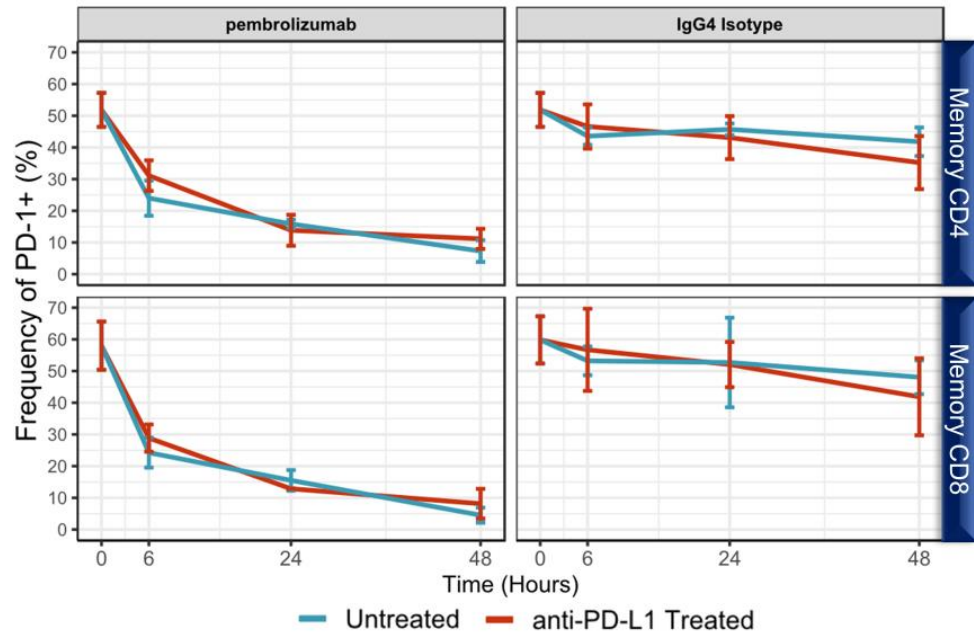 pembrolizumab
IgG4 Isotype
Frequency of PD-1+ (%)
70
60
50
40
30
20
10
0
Memory CD4
70
60
50
40
30
20
10
0
Memory CD8
0 6 24 48
0 6 24 48
Time (Hours)
Untreated anti-PD-L1 Treated